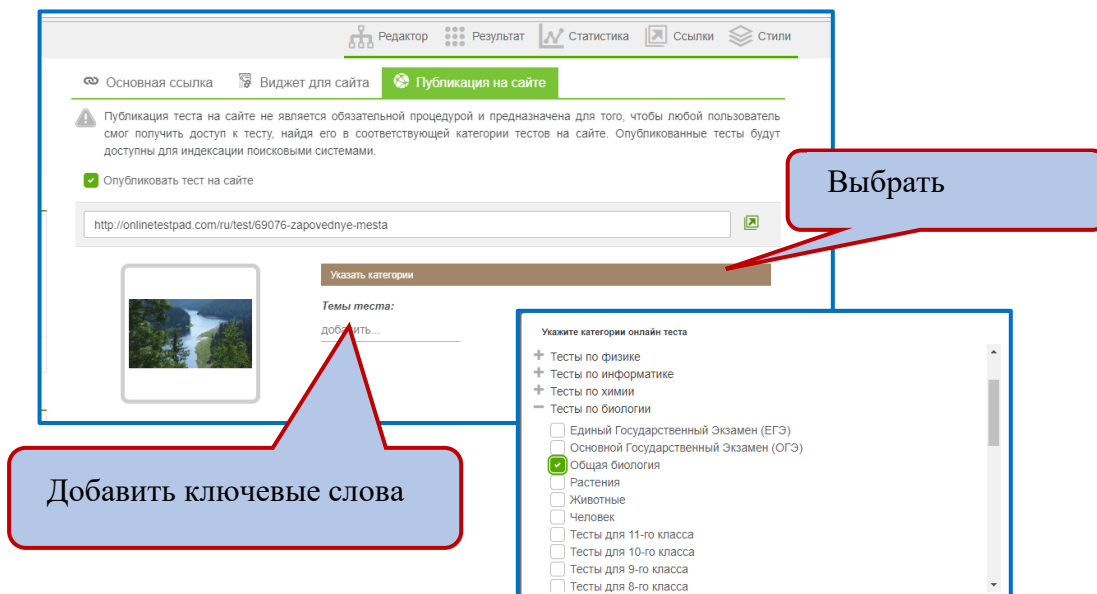 Редактор Результат Статистика Ссылки Стили
Основная ссылка Виджет для сайта Публикация на сайте
Публикация теста на сайте не является обязательной процедурой и предназначена для того, чтобы любой пользователь
смог получить доступ к тесту, найдя его в соответствующей категории тестов на сайте. Опубликованные тесты будут
доступны для индексации поисковыми системами.
Опубликовать тест на сайте
Выбрать
http://onlinetestpad.com/ru/test/69076-zapovednye-mesta
Указать категории
Темы теста:
добавить...
Добавить ключевые слова
Укажите категории онлайн теста
Тесты по физике
Тесты по информатике
Тесты по химии
Тесты по биологии
Единый Государственный Экзамен (ЕГЭ)
Основной Государственный Экзамен (ОГЭ)
Общая биология
Растения
Животные
Человек
Тесты для 11-го класса
Тесты для 10-го класса
Тесты для 9-го класса
Тесты для 8-го класса